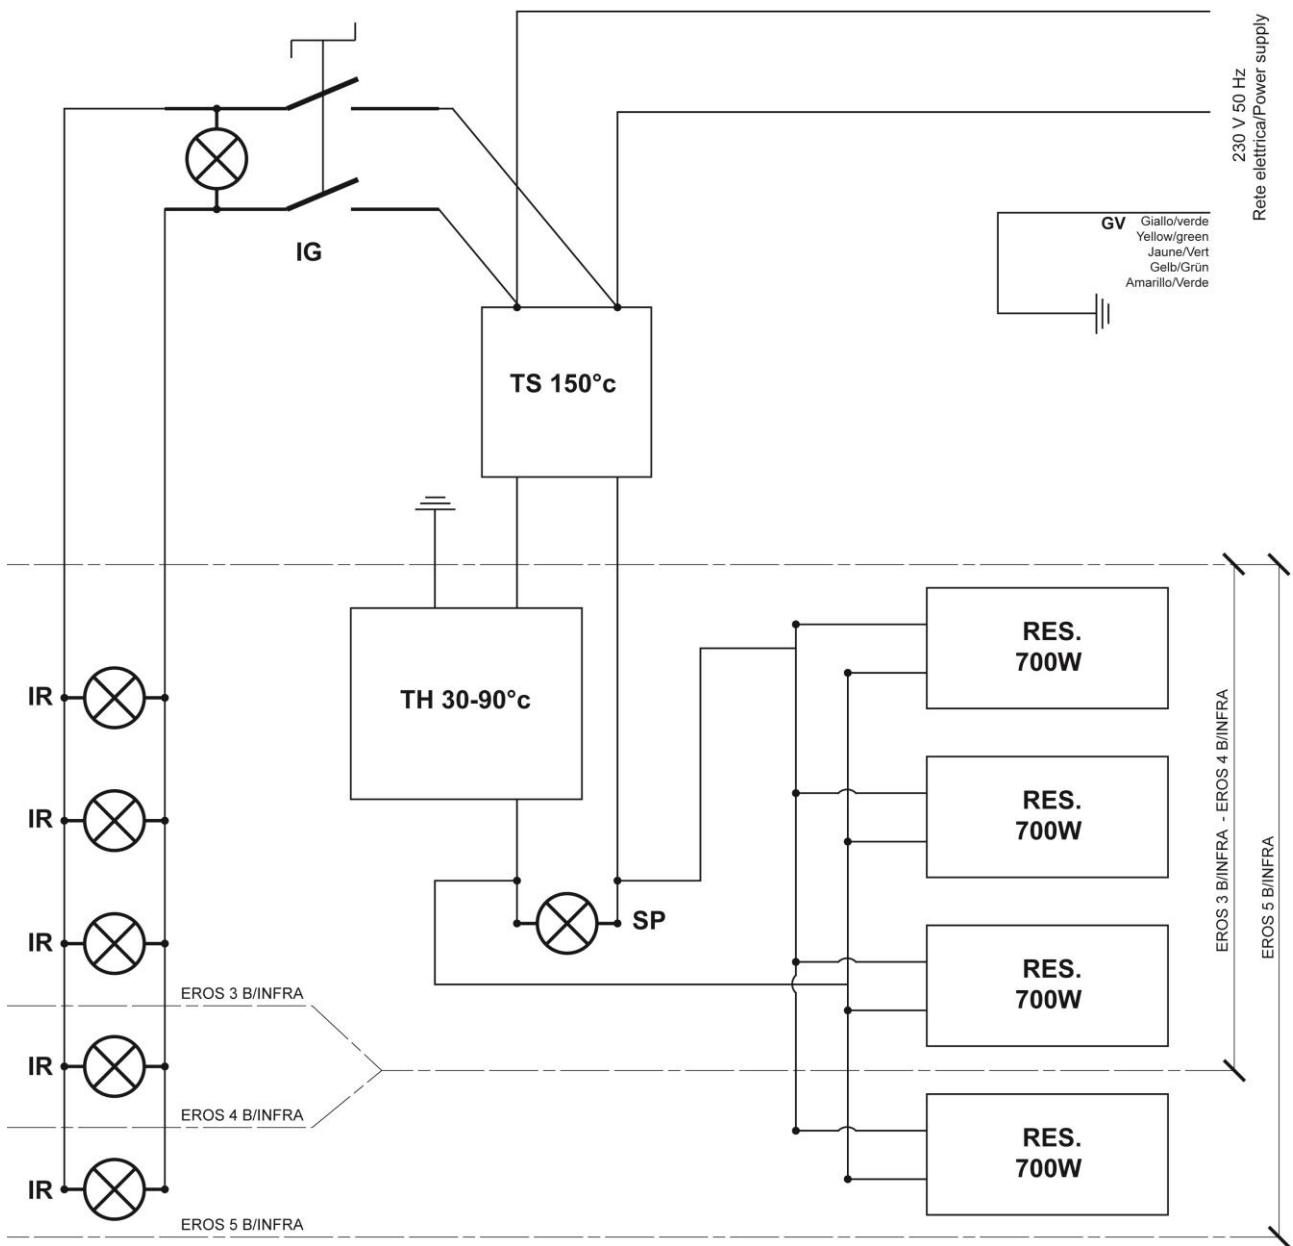 230 V 50 Hz
Rete elettrica/Power supply
GV Giallo/verde
Yellow/green
Jaune/Vert
Gelb/Grün
Amarillo/Verde
IG
TS 150°c
TH 30-90°c
RES.
700W
IR
RES.
700W
IR
SP
IR
RES.
700W
EROS 3 B/INFRA
IR
EROS 4 B/INFRA
RES.
700W
IR
EROS 5 B/INFRA
EROS 3 B/INFRA - EROS 4 B/INFRA
EROS 5 B/INFRA